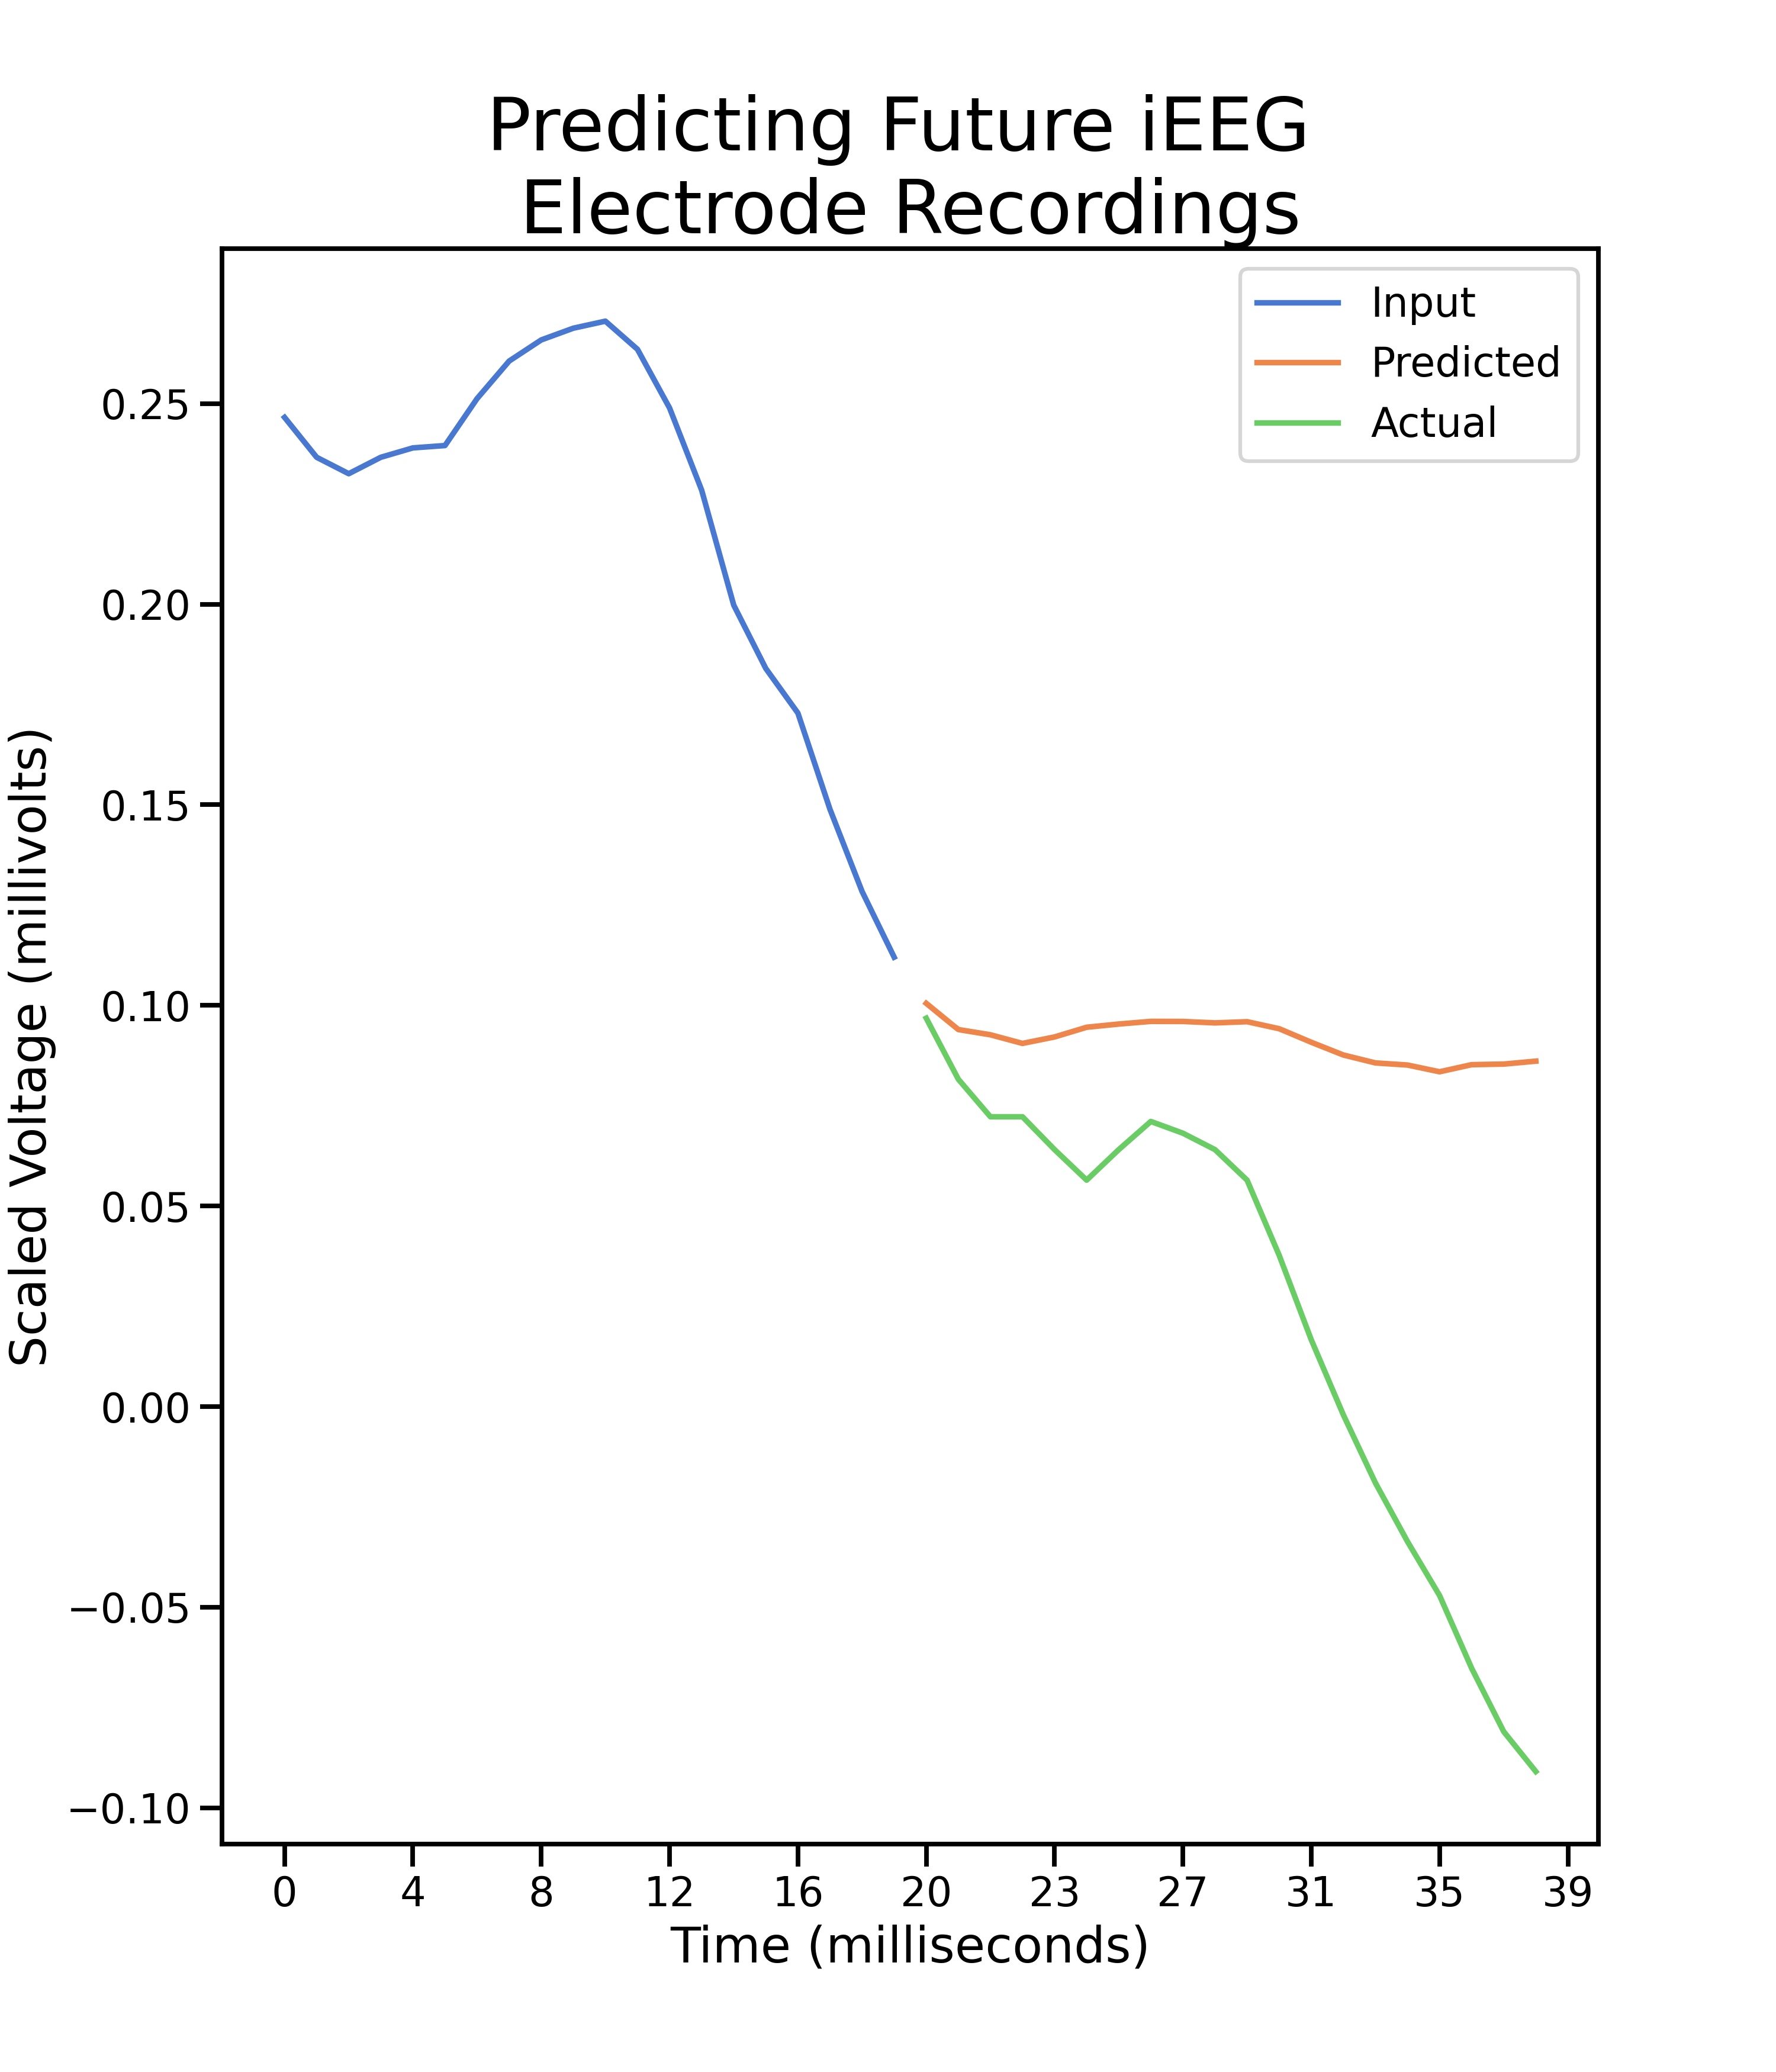 Predicting Future iEEG
Electrode Recordings
Input
Predicted
Actual
Scaled Voltage (millivolts)
0.25
0.20
0.15
0.10
0.05
0.00
−0.05
−0.10
0 4 8 12 16 20 23 27 31 35 39
Time (milliseconds)